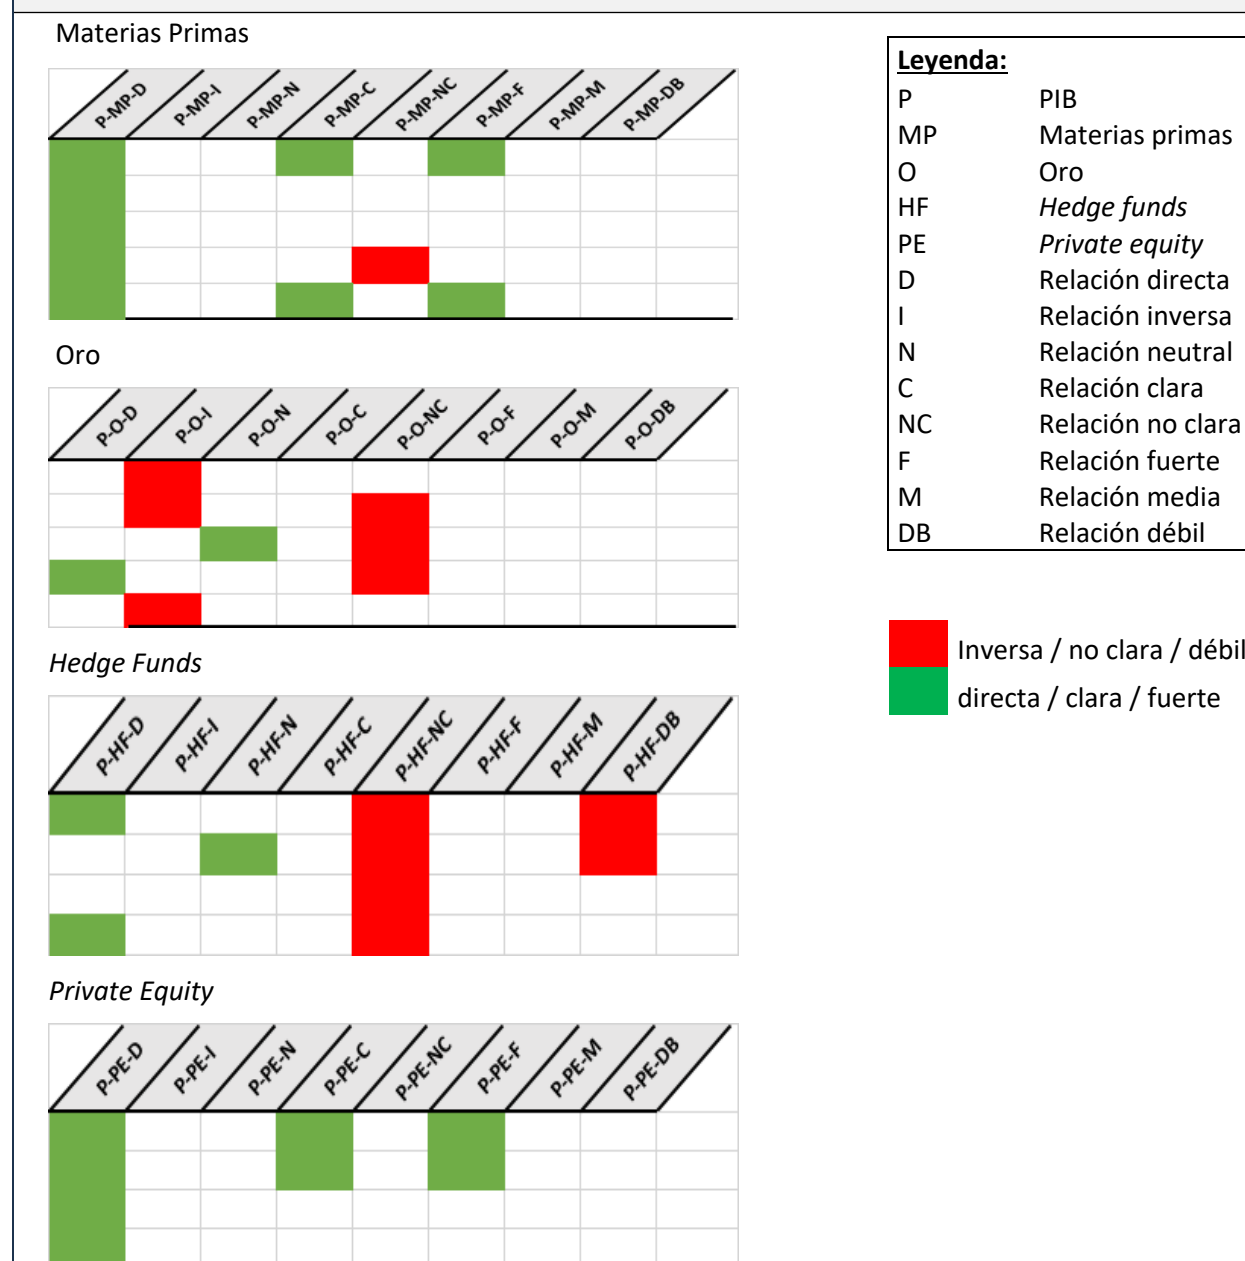 Materias Primas
P-MP-D P-MP-I P-MP-N P-MP-C P-MP-NC P-MP-F P-MP-M P-MP-DB
Oro
P-O-D P-O-I P-O-N P-O-C P-O-NC P-O-F P-O-M P-O-DB
Hedge Funds
P-HF-D P-HF-I P-HF-N P-HF-C P-HF-NC P-HF-F P-HF-M P-HF-DB
Private Equity
P-PE-D P-PE-I P-PE-N P-PE-C P-PE-NC P-PE-F P-PE-M P-PE-DB
Leyenda:
P PIB
MP Materias primas
O Oro
HF Hedge funds
PE Private equity
D Relación directa
I Relación inversa
N Relación neutral
C Relación clara
NC Relación no clara
F Relación fuerte
M Relación media
DB Relación débil
Inversa / no clara / débil
directa / clara / fuerte